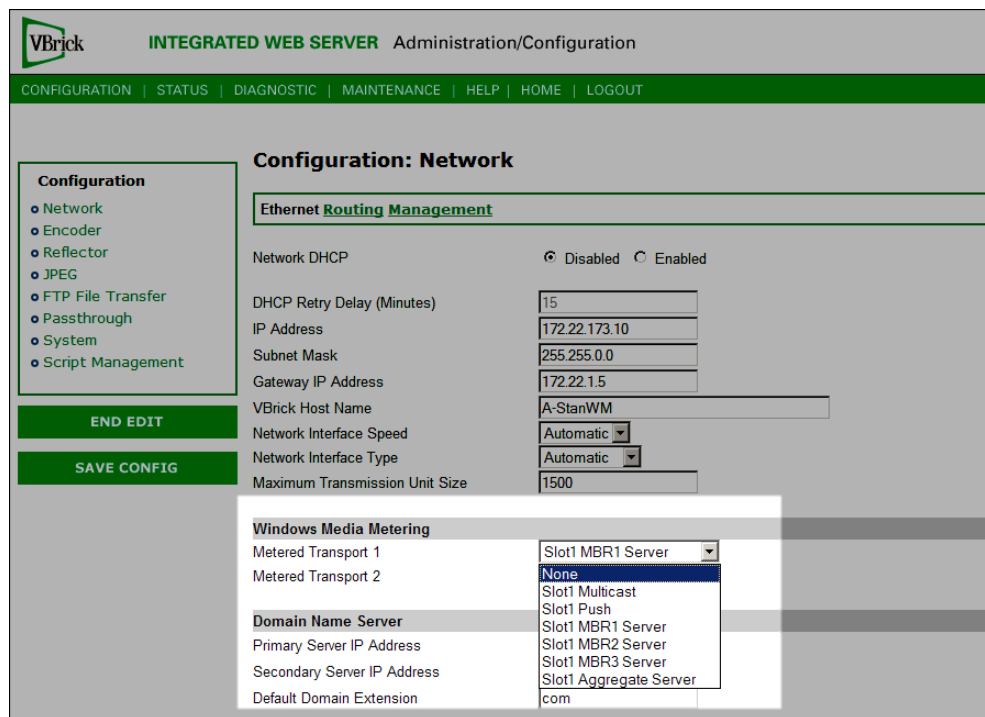 VBrick INTEGRATED WEB SERVER Administration/Configuration
CONFIGURATION | STATUS | DIAGNOSTIC | MAINTENANCE | HELP | HOME | LOGOUT
Configuration
Network
Encoder
Reflector
JPEG
FTP File Transfer
Passthrough
System
Script Management
END EDIT
SAVE CONFIG
Configuration: Network
Ethernet Routing Management
Network DHCP Disabled Enabled
DHCP Retry Delay (Minutes) 15
IP Address 172.22.173.10
Subnet Mask 255.255.0.0
Gateway IP Address 172.22.1.5
VBrick Host Name A-StanWM
Network Interface Speed Automatic
Network Interface Type Automatic
Maximum Transmission Unit Size 1500
Windows Media Metering
Metered Transport 1 Slot1 MBR1 Server
Metered Transport 2
None
Slot1 Multicast
Slot1 Push
Slot1 MBR1 Server
Slot1 MBR2 Server
Slot1 MBR3 Server
Slot1 Aggregate Server
Domain Name Server
Primary Server IP Address
Secondary Server IP Address
Default Domain Extension com